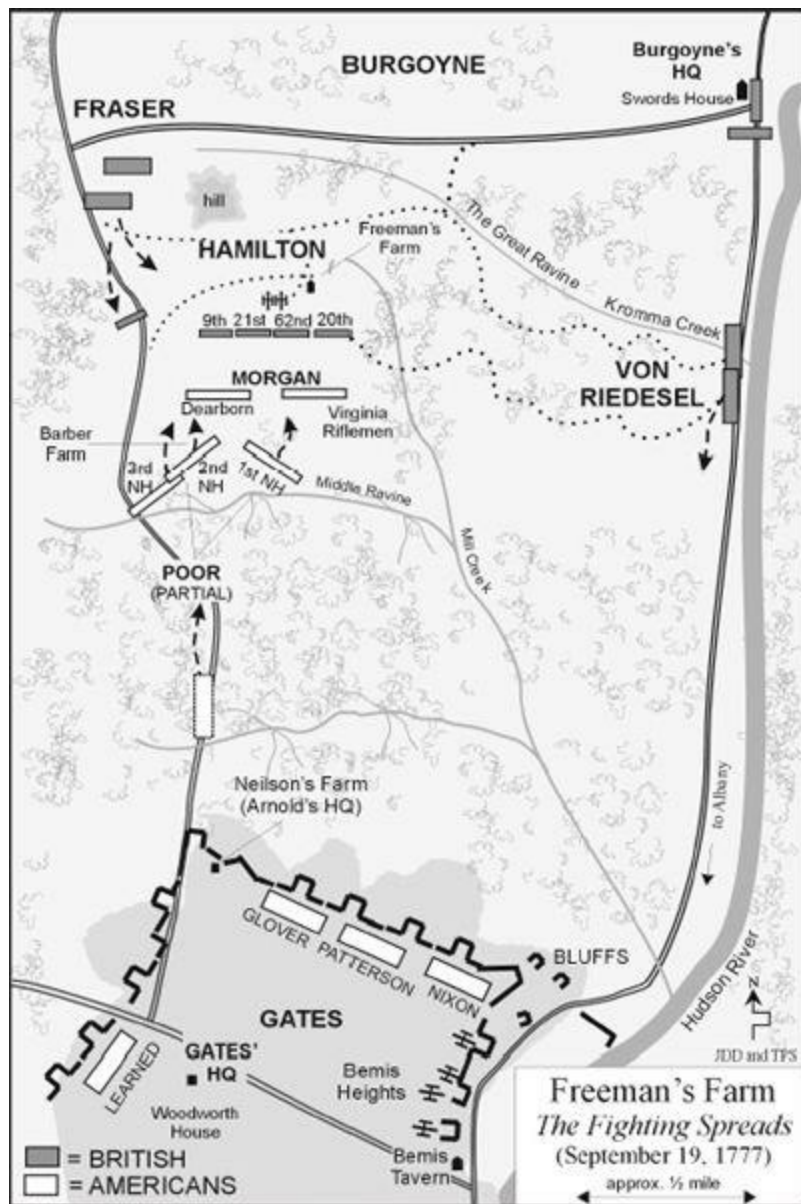 BURGOYNE
Burgoyne's
HQ
Swords House
FRASER
hill
The Great Ravine
HAMILTON
Freeman's
Farm
Kromma Creek
9th 21st 62nd 20th
VON
RIEDESEL
MORGAN
Dearborn
Virginia
Riflemen
Barber
Farm
3rd
NH
2nd
NH
1st NH
Middle Ravine
Mill Creek
POOR
(PARTIAL)
Neilson's Farm
(Arnold's HQ)
to Albany
GLOVER
PATTERSON
NIXON
BLUFFS
Hudson River
N
JDD and TPS
GATES
GATES'
HQ
LEARNED
Woodworth
House
Bemis
Heights
Bemis
Tavern
= BRITISH
= AMERICANS
Freeman's Farm
The Fighting Spreads
(September 19, 1777)
approx. ½ mile